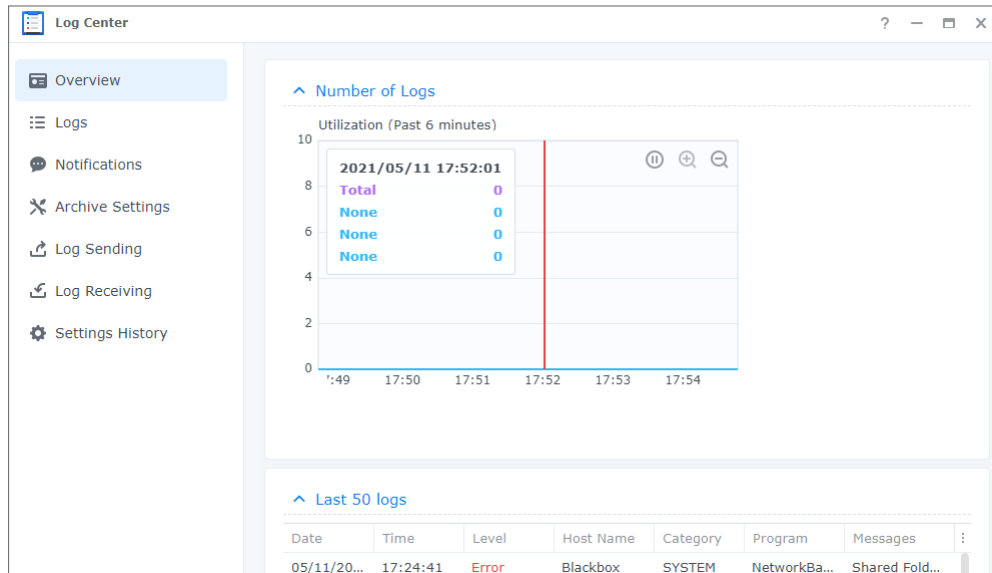 Log Center
?
Overview
Logs
Notifications
Archive Settings
Log Sending
Log Receiving
Settings History
Number of Logs
Utilization (Past 6 minutes)
10
8
6
4
2
0
2021/05/11 17:52:01
Total 0
None 0
None 0
None 0
':49 17:50 17:51 17:52 17:53 17:54
Last 50 logs
Date Time Level Host Name Category Program Messages
05/11/20... 17:24:41 Error Blackbox SYSTEM NetworkBa... Shared Fold...